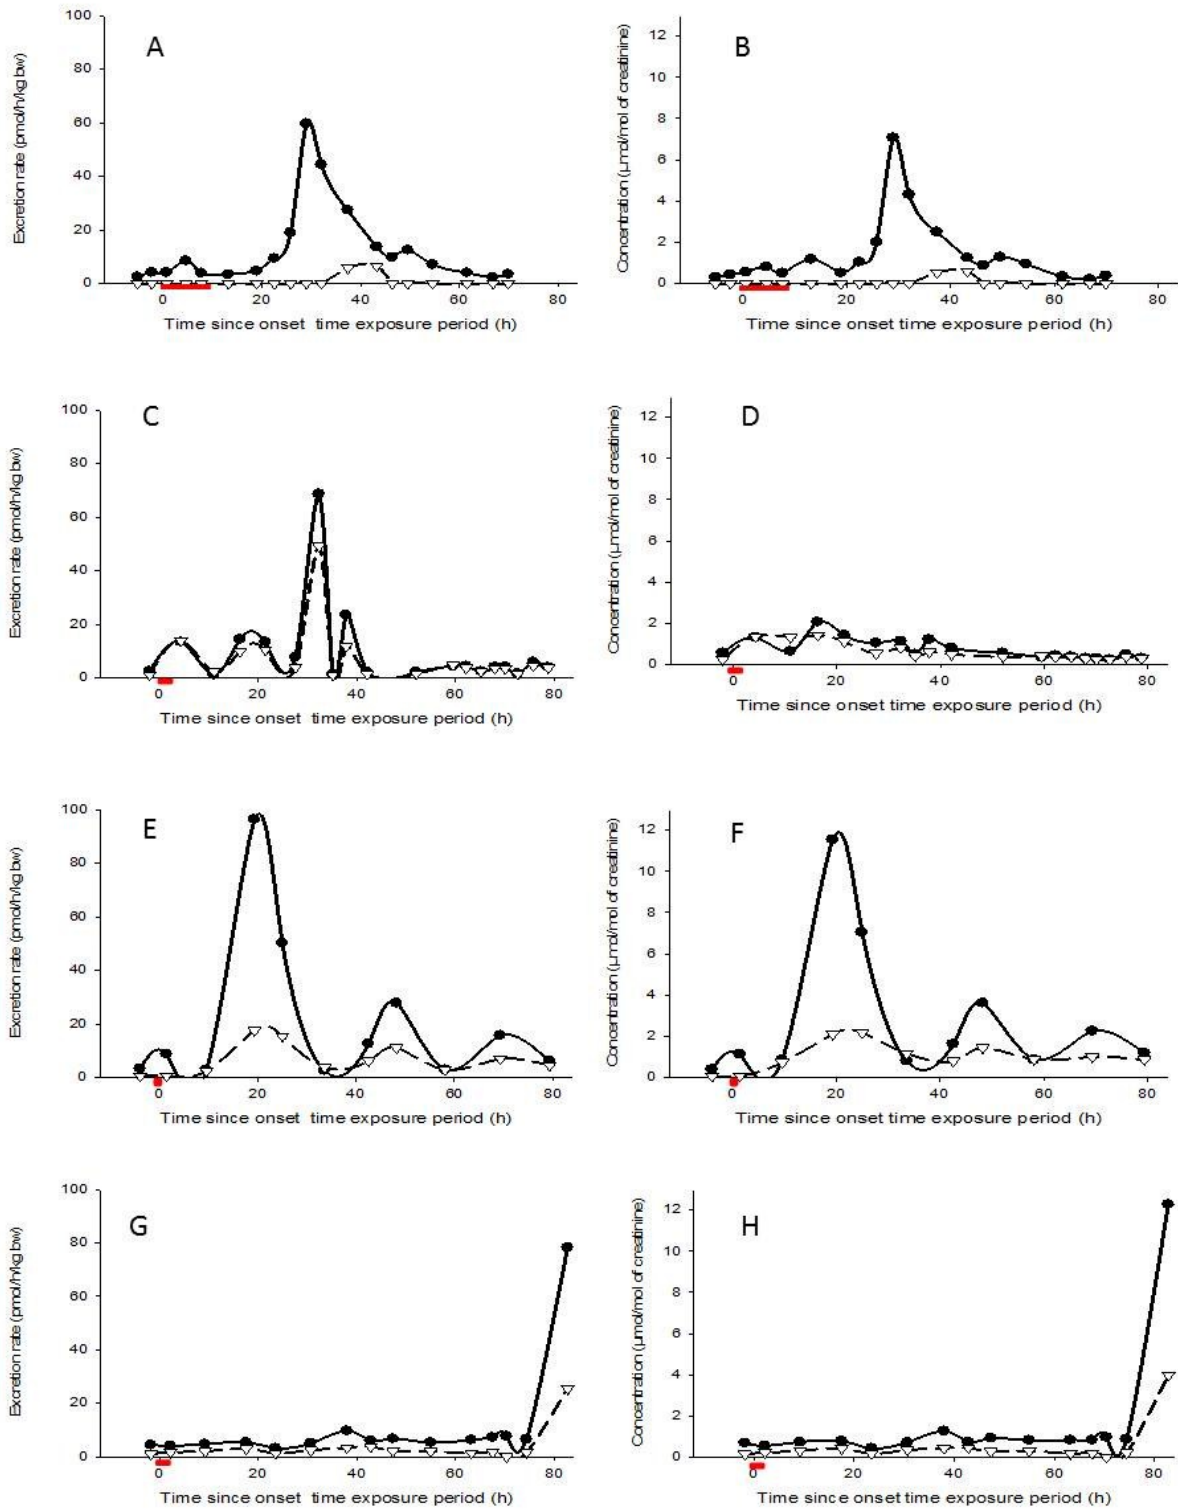 A
Excretion rate (pmol/h/kg bw)
100
80
60
40
20
0
0 20 40 60 80
Time since onset time exposure period (h)
B
Concentration (µmol/mol of creatinine)
12
10
8
6
4
2
0
0 20 40 60 80
Time since onset time exposure period (h)
C
Excretion rate (pmol/h/kg bw)
100
80
60
40
20
0
0 20 40 60 80
Time since onset time exposure period (h)
D
Concentration (µmol/mol of creatinine)
12
10
8
6
4
2
0
0 20 40 60 80
Time since onset time exposure period (h)
E
Excretion rate (pmol/h/kg bw)
100
80
60
40
20
0
0 20 40 60 80
Time since onset time exposure period (h)
F
Concentration (µmol/mol of creatinine)
12
10
8
6
4
2
0
0 20 40 60 80
Time since onset time exposure period (h)
G
Excretion rate (pmol/h/kg bw)
100
80
60
40
20
0
0 20 40 60 80
Time since onset time exposure period (h)
H
Concentration (µmol/mol of creatinine)
12
10
8
6
4
2
0
0 20 40 60 80
Time since onset time exposure period (h)